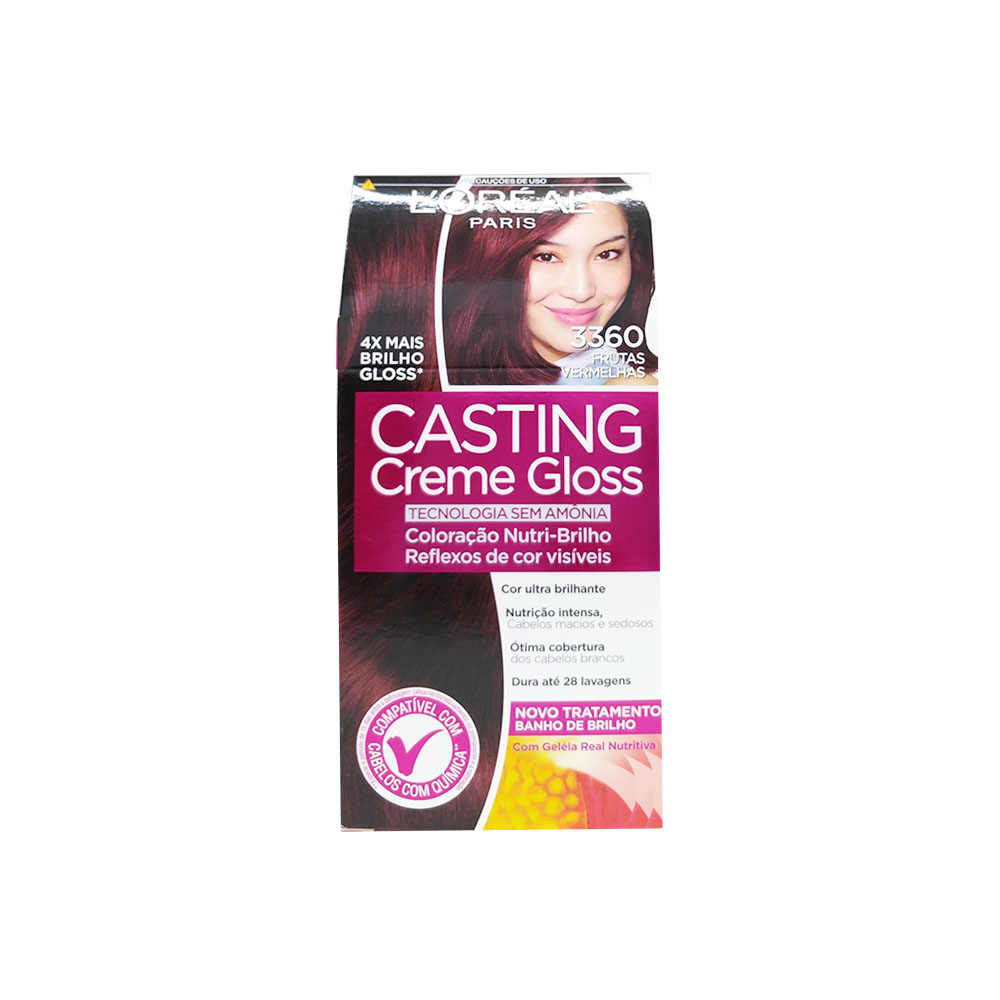 CAUÇÕES DE USO
L'ORÉAL
PARIS
4X MAIS
BRILHO
GLOSS*
3360
FRUTAS
VERMELHAS
CASTING
Creme Gloss
TECNOLOGIA SEM AMÔNIA
Coloração Nutri-Brilho
Reflexos de cor visíveis
Cor ultra brilhante
Nutrição intensa,
Cabelos macios e sedosos
Ótima cobertura
dos cabelos brancos
Dura até 28 lavagens
NOVO TRATAMENTO
BANHO DE BRILHO
Com Geléia Real Nutritiva
COMPATÍVEL COM
CABELOS COM QUÍMICA**